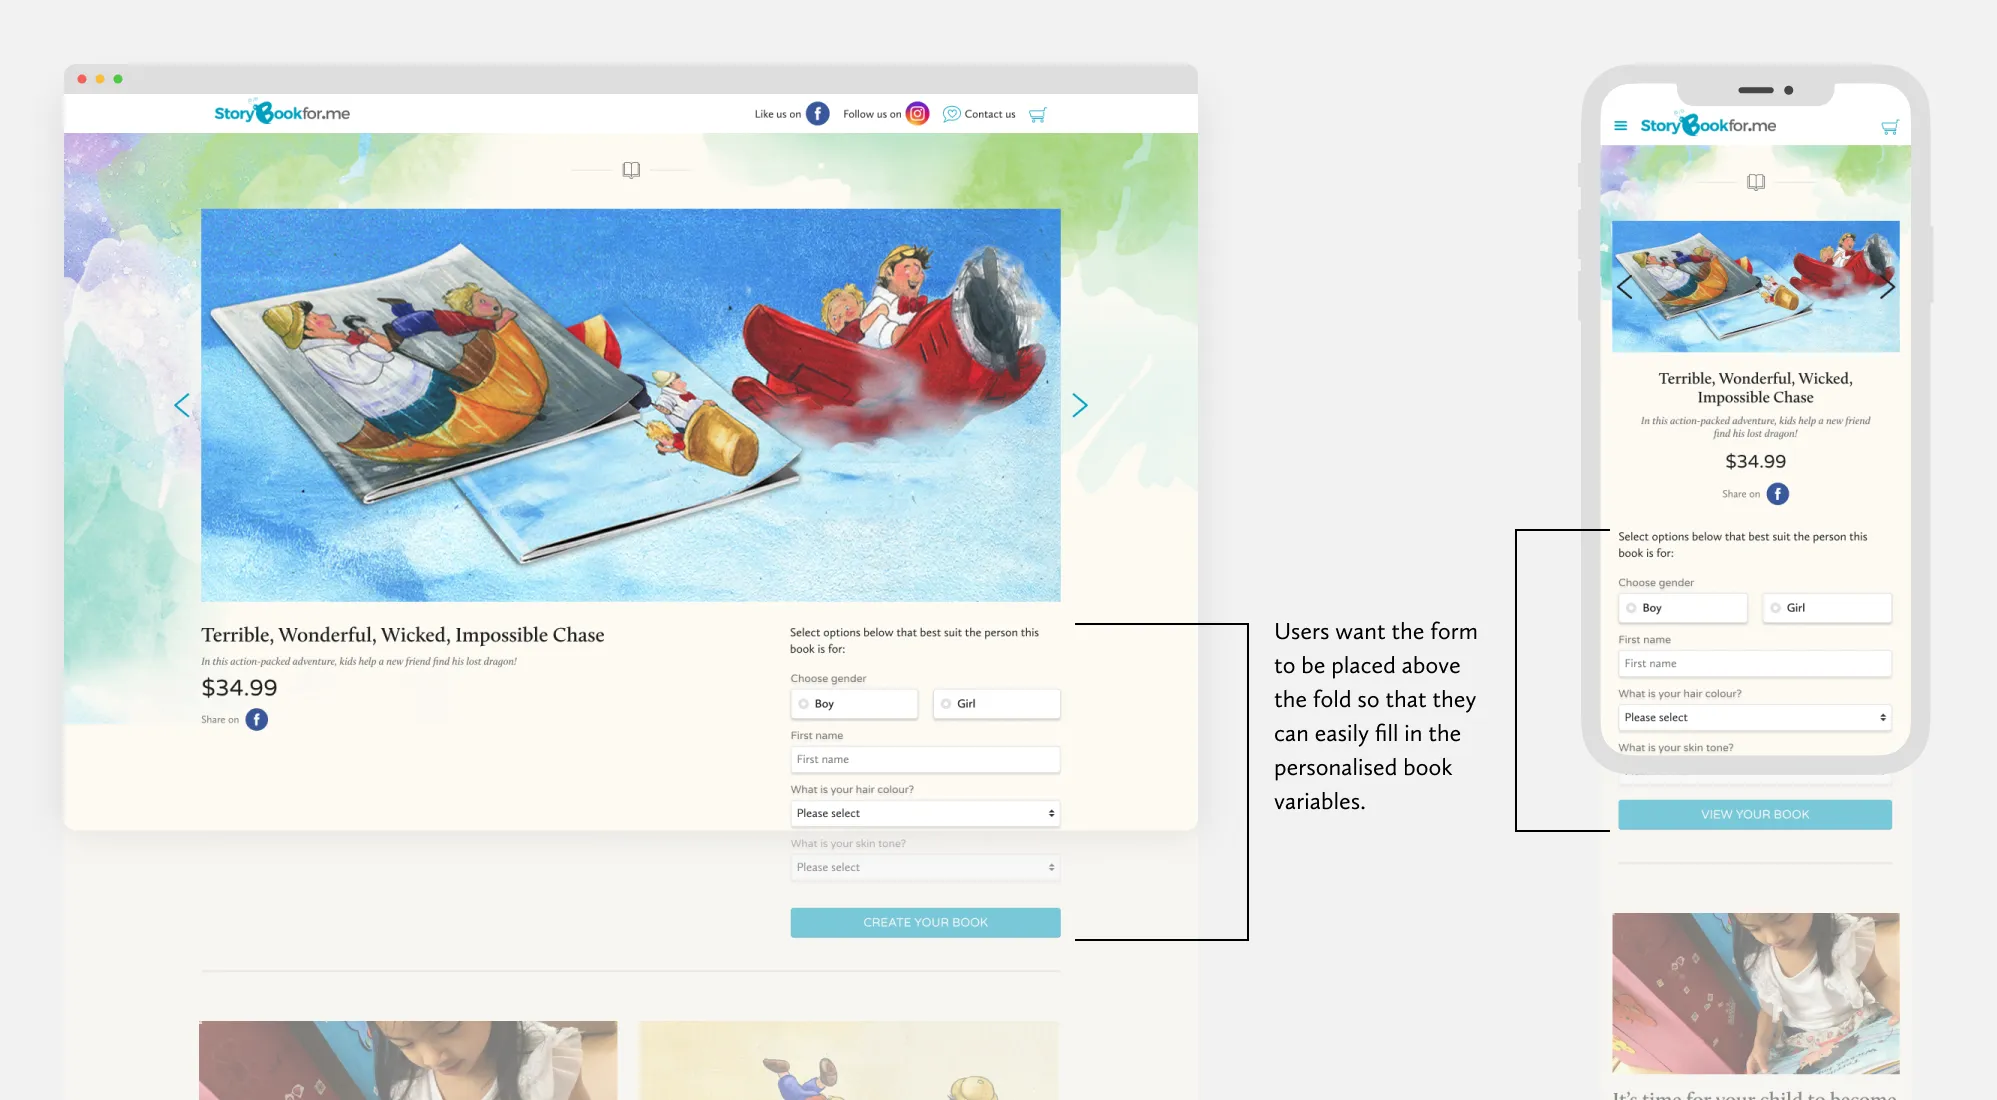 StoryBookfor.me
Like us on
Follow us on
Contact us
Terrible, Wonderful, Wicked, Impossible Chase
In this action-packed adventure, kids help a new friend find his lost dragon!
$34.99
Share on
Select options below that best suit the person this
book is for:
Choose gender
Boy
Girl
First name
First name
What is your hair colour?
Please select
What is your skin tone?
Please select
CREATE YOUR BOOK
Users want the form
to be placed above
the fold so that they
can easily fill in the
personalised book
variables.
StoryBookfor.me
Terrible, Wonderful, Wicked,
Impossible Chase
In this action-packed adventure, kids help a new friend
find his lost dragon!
$34.99
Share on
Select options below that best suit the person this
book is for:
Choose gender
Boy
Girl
First name
First name
What is your hair colour?
Please select
What is your skin tone?
VIEW YOUR BOOK
It's time for your child to become